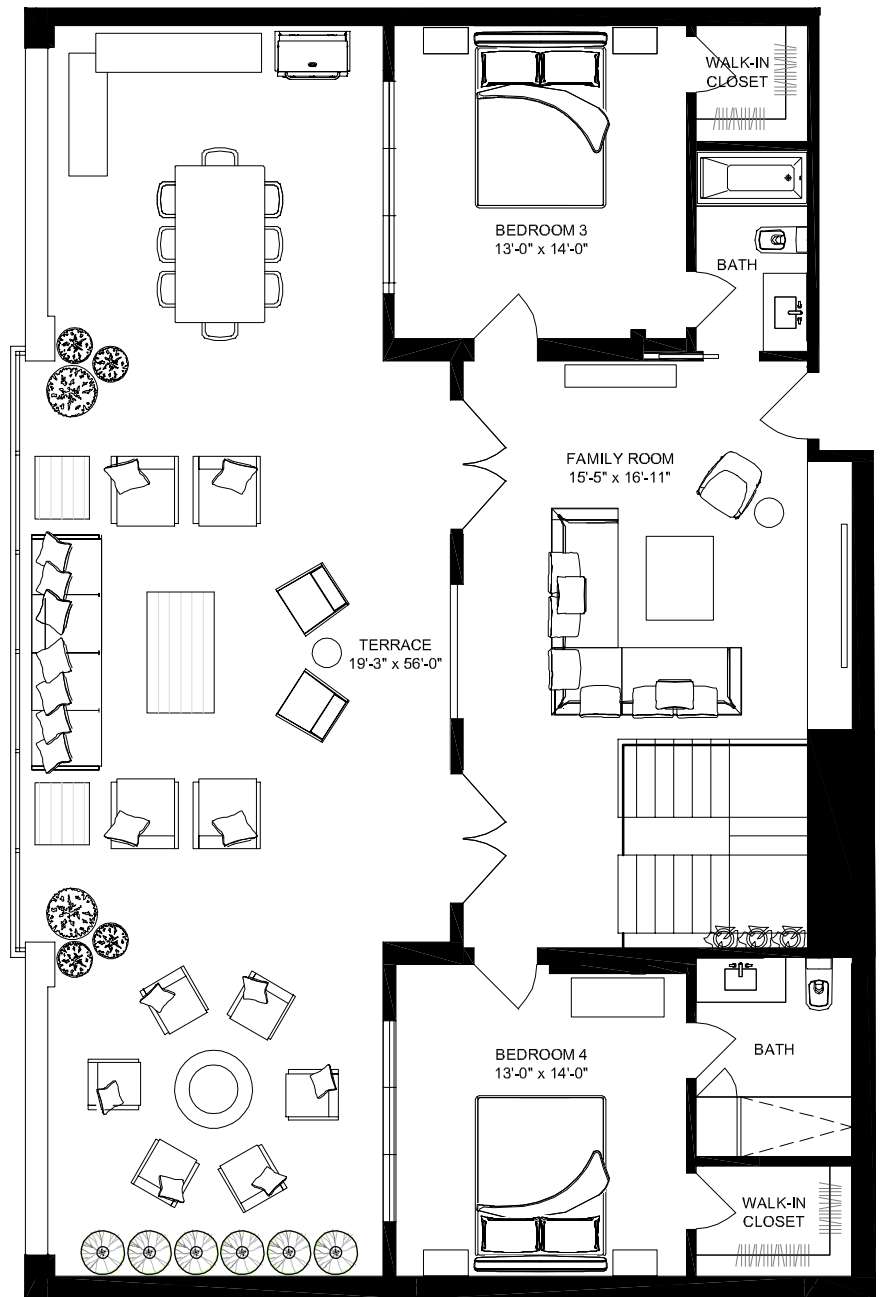 WALK-IN
CLOSET
BEDROOM 3
13'-0" x 14'-0"
BATH
FAMILY ROOM
15'-5" x 16'-11"
TERRACE
19'-3" x 56'-0"
BATH
BEDROOM 4
13'-0" x 14'-0"
WALK-IN
CLOSET